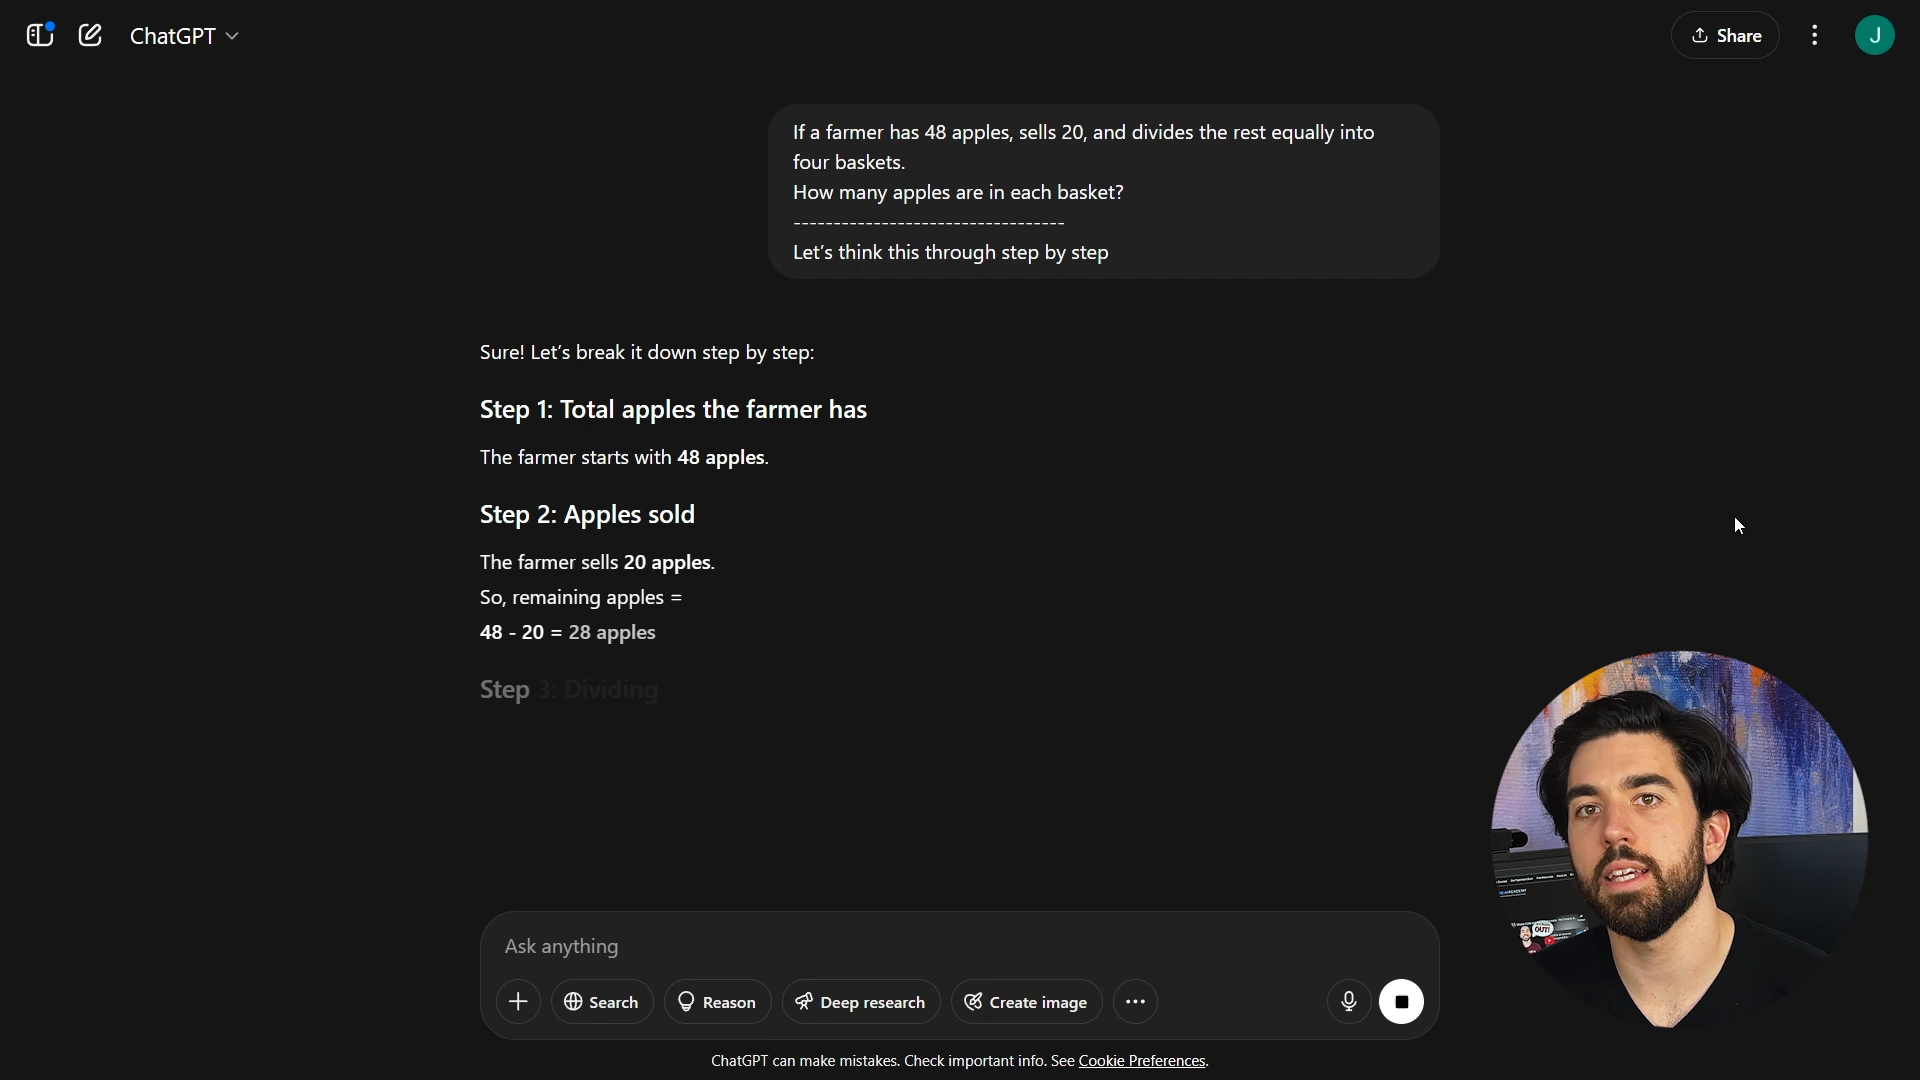 ChatGPT
Share
J
If a farmer has 48 apples, sells 20, and divides the rest equally into
four baskets.
How many apples are in each basket?
----------------------------------
Let's think this through step by step
Sure! Let's break it down step by step:
Step 1: Total apples the farmer has
The farmer starts with 48 apples.
Step 2: Apples sold
The farmer sells 20 apples.
So, remaining apples =
48 - 20 = 28 apples
Step 3: Dividing
OUT!
Ask anything
Search
Reason
Deep research
Create image
ChatGPT can make mistakes. Check important info. See Cookie Preferences.